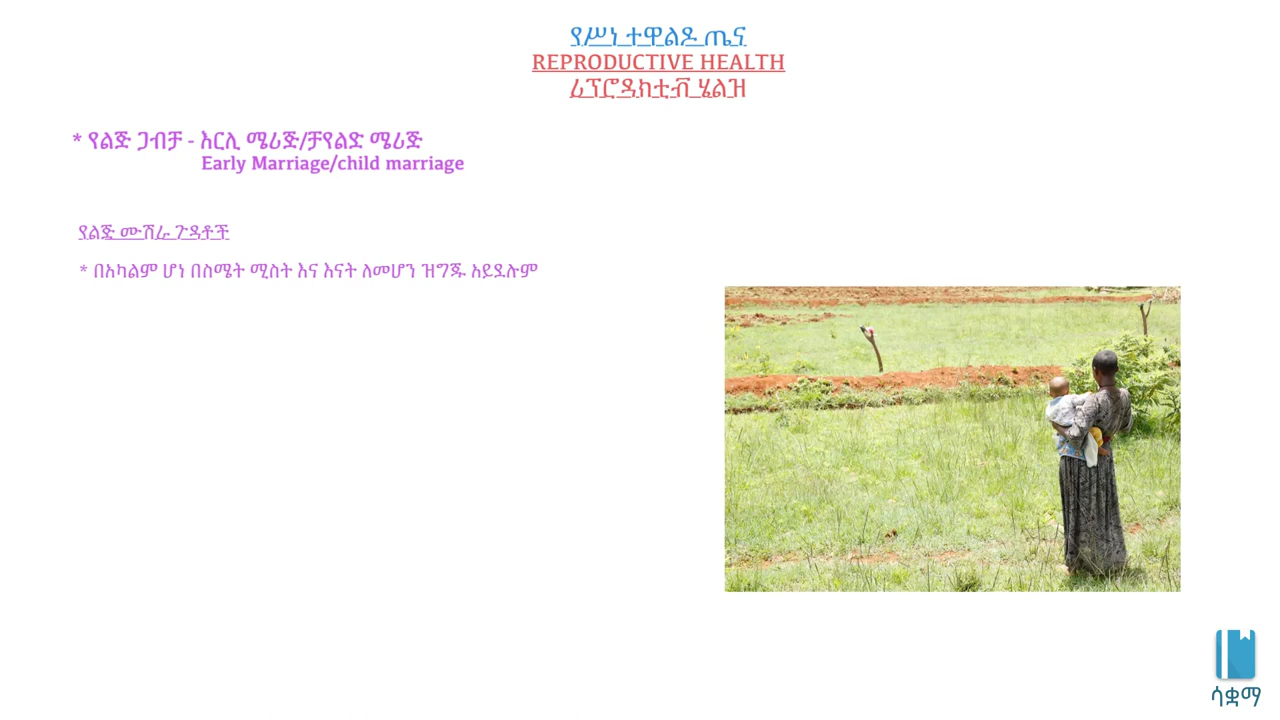 የሥነ ተዋልዶ ጤና
REPRODUCTIVE HEALTH
ሪፕሮዳክቲቭ ሄልዝ
* የልጅ ጋብቻ - እርሊ ሜሪጅ/ቻየልድ ሜሪጅ
Early Marriage/child marriage
የልጅ ሙሽራ ጉዳቶች
* በአካልም ሆነ በስሜት ሚስት እና እናት ለመሆን ዝግጁ አይደሉም
ሳቋማ